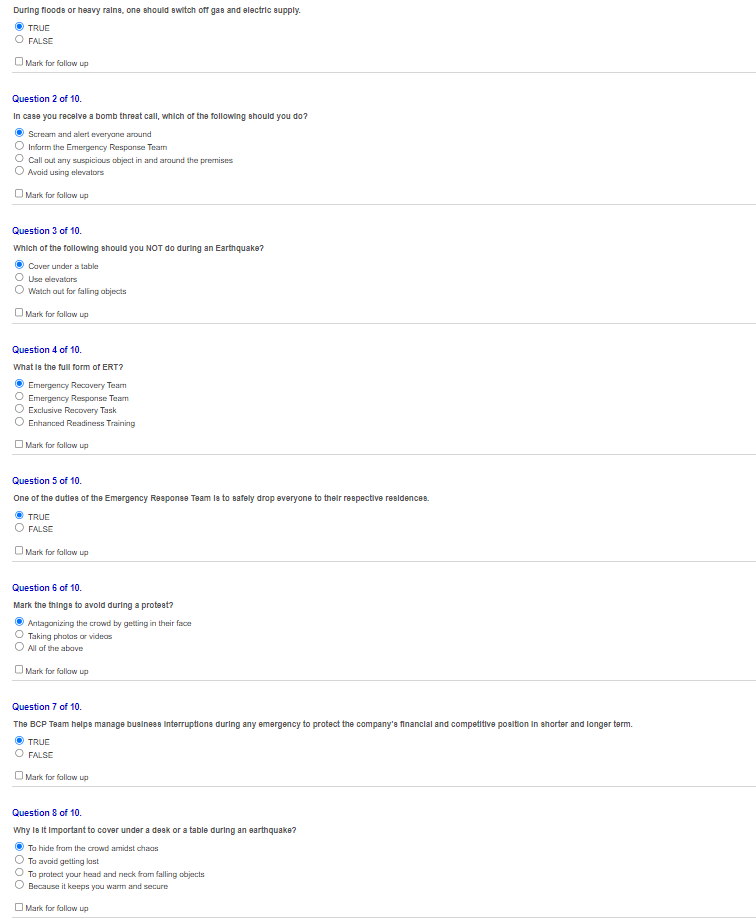 During floods or heavy rains, one should switch off gas and electric supply.
TRUE
FALSE
Mark for follow up
Question 2 of 10.
In case you receive a bomb threat call, which of the following should you do?
Scream and alert everyone around
Inform the Emergency Response Team
Call out any suspicious object in and around the premises
Avoid using elevators
Mark for follow up
Question 3 of 10.
Which of the following should you NOT do during an Earthquake?
Cover under a table
Use elevators
Watch out for falling objects
Mark for follow up
Question 4 of 10.
What is the full form of ERT?
Emergency Recovery Team
Emergency Response Team
Exclusive Recovery Task
Enhanced Readiness Training
Mark for follow up
Question 5 of 10.
One of the duties of the Emergency Response Team is to safely drop everyone to their respective residences.
TRUE
FALSE
Mark for follow up
Question 6 of 10.
Mark the things to avoid during a protest?
Antagonizing the crowd by getting in their face
Taking photos or videos
All of the above
Mark for follow up
Question 7 of 10.
The BCP Team helps manage business interruptions during any emergency to protect the company's financial and competitive position in shorter and longer term.
TRUE
FALSE
Mark for follow up
Question 8 of 10.
Why is it important to cover under a desk or a table during an earthquake?
To hide from the crowd amidst chaos
To avoid getting lost
To protect your head and neck from falling objects
Because it keeps you warm and secure
Mark for follow up